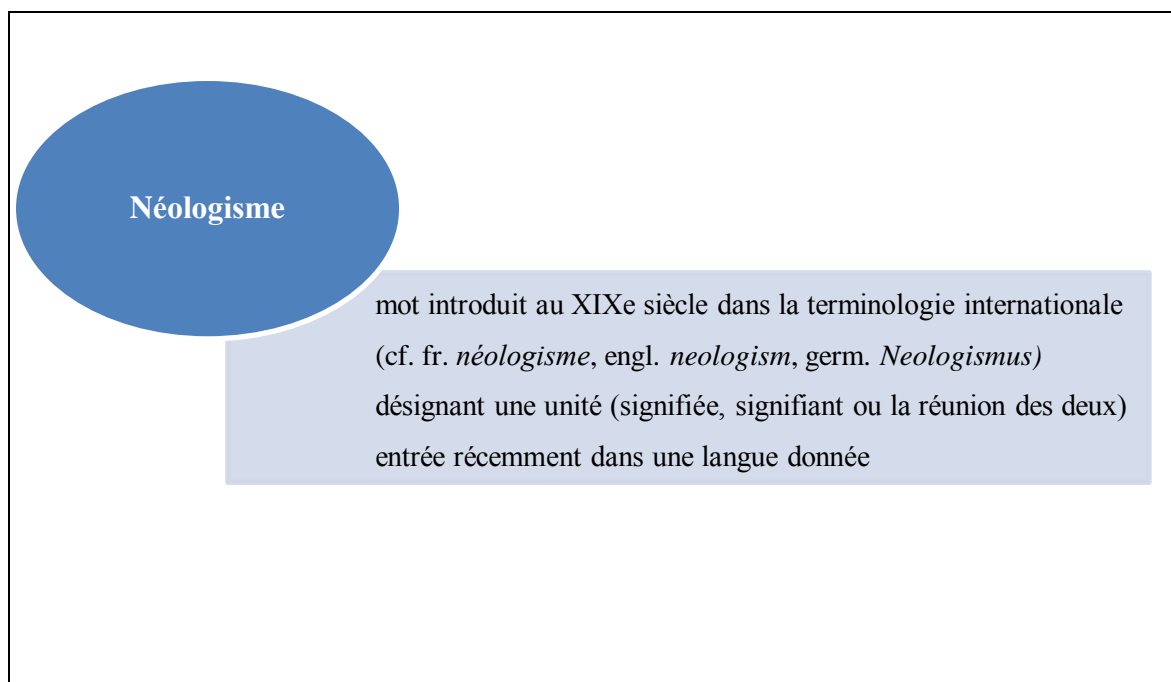 Néologisme
mot introduit au XIXe siècle dans la terminologie internationale
(cf. fr. néologisme, engl. neologism, germ. Neologismus)
désignant une unité (signifiée, signifiant ou la réunion des deux)
entrée récemment dans une langue donnée